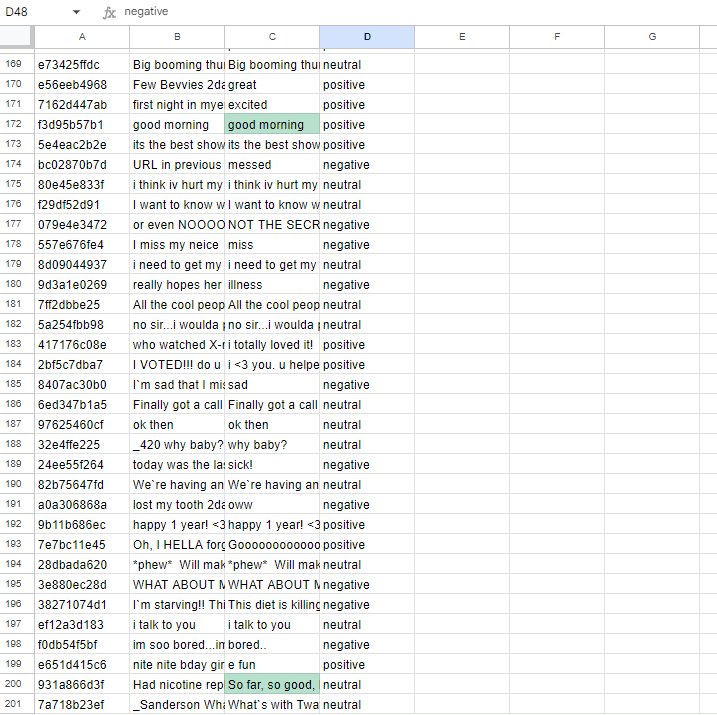 D48 fx negative
A B C D E F G
169 e73425ffdc Big booming thu Big booming thu neutral
170 e56eeb4968 Few Bevvies 2da great positive
171 7162d447ab first night in mye excited positive
172 f3d95b57b1 good morning good morning positive
173 5e4eac2b2e its the best show its the best show positive
174 bc02870b7d URL in previous messed negative
175 80e45e833f i think iv hurt my i think iv hurt my neutral
176 f29df52d91 I want to know w I want to know w neutral
177 079e4e3472 or even NOOOO NOT THE SECR negative
178 557e676fe4 I miss my neice miss negative
179 8d09044937 i need to get my i need to get my neutral
180 9d3a1e0269 really hopes her illness negative
181 7ff2dbbe25 All the cool peop All the cool peop neutral
182 5a254fbb98 no sir...i woulda p no sir...i woulda p neutral
183 417176c08e who watched X-r i totally loved it! positive
184 2bf5c7dba7 I VOTED!!! do u i <3 you. u helpe positive
185 8407ac30b0 I`m sad that I mis sad negative
186 6ed347b1a5 Finally got a call Finally got a call neutral
187 97625460cf ok then ok then neutral
188 32e4ffe225 _420 why baby? why baby? neutral
189 24ee55f264 today was the las sick! negative
190 82b75647fd We`re having an We`re having an neutral
191 a0a306868a lost my tooth 2da oww negative
192 9b11b686ec happy 1 year! <3 happy 1 year! <3 positive
193 7e7bc11e45 Oh, I HELLA forg Gooooooooooo positive
194 28dbada620 *phew* Will mak *phew* Will mak neutral
195 3e880ec28d WHAT ABOUT M WHAT ABOUT M negative
196 38271074d1 I`m starving!! Thi This diet is killing negative
197 ef12a3d183 i talk to you i talk to you neutral
198 f0db54f5bf im soo bored...im bored.. negative
199 e651d415c6 nite nite bday gir e fun positive
200 931a866d3f Had nicotine rep So far, so good, neutral
201 7a718b23ef _Sanderson Wha What`s with Twa neutral